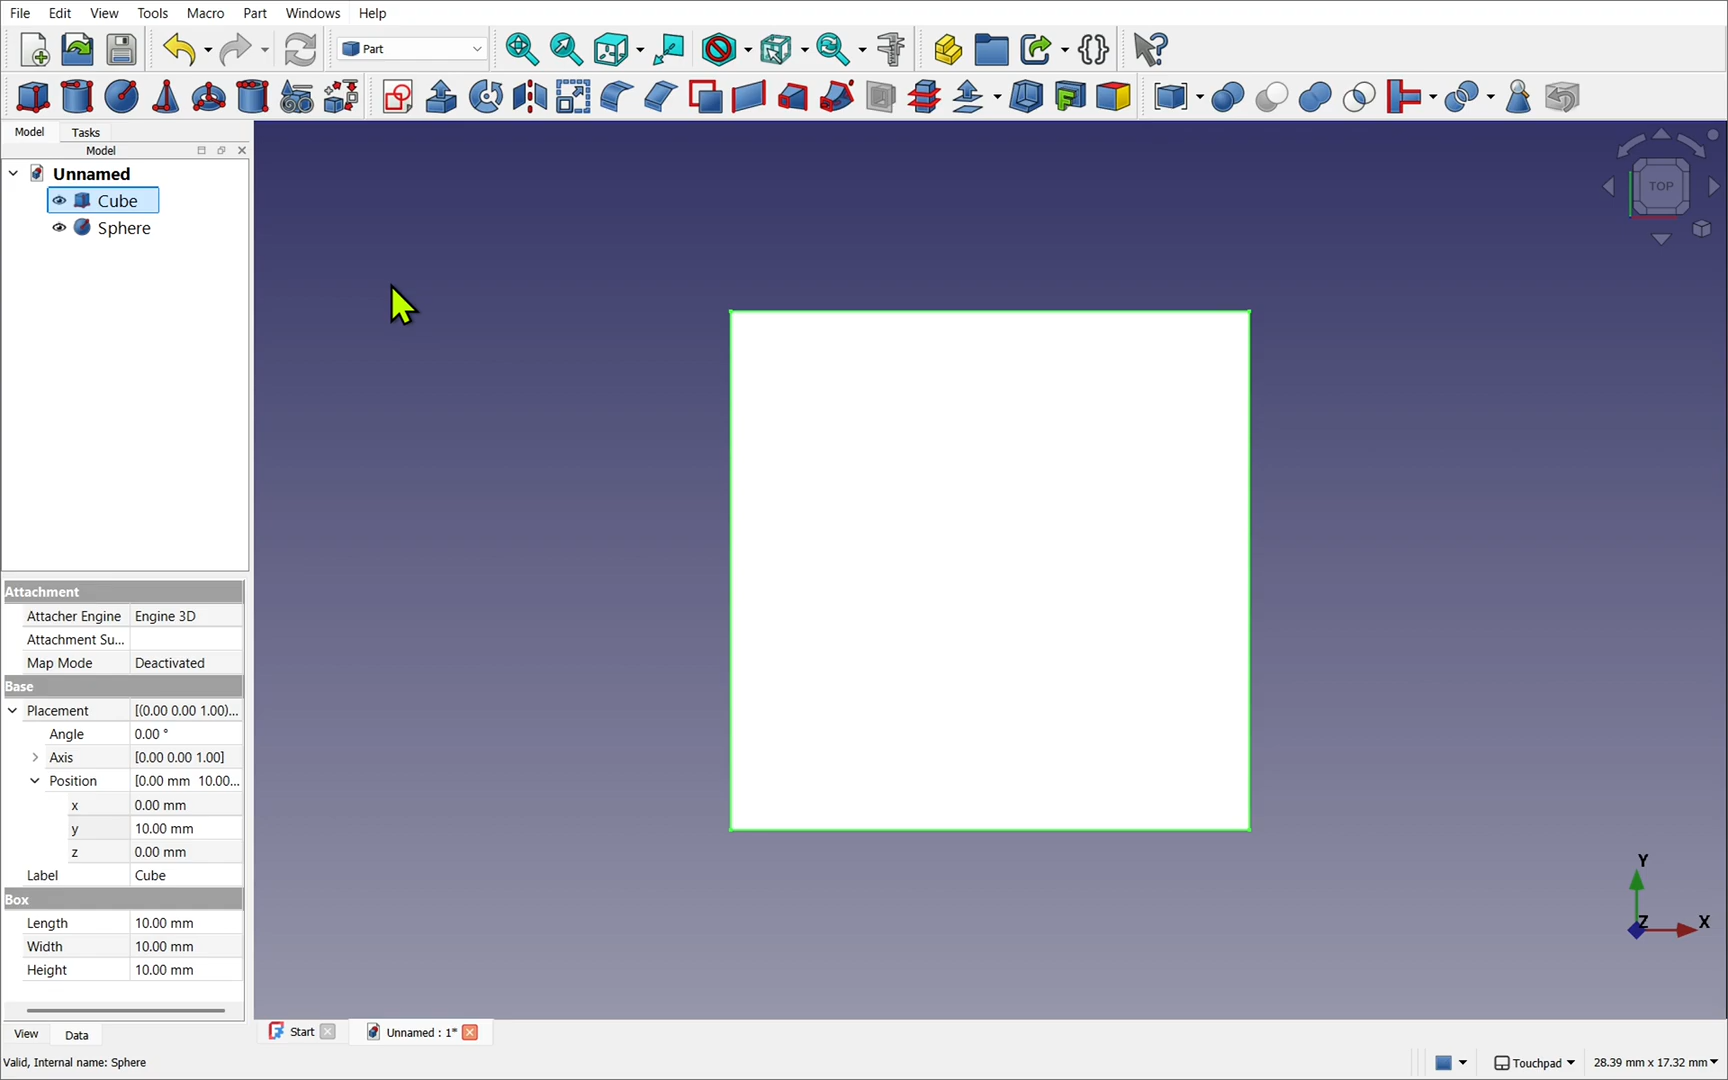 File Edit View Tools Macro Part Windows Help
Part
Model Tasks
Model
Unnamed
Cube
Sphere
TOP
Attachment
Attacher Engine Engine 3D
Attachment Su...
Map Mode Deactivated
Base
Placement [(0.00 0.00 1.00)...
Angle 0.00 °
Axis [0.00 0.00 1.00]
Position [0.00 mm 10.00...
x 0.00 mm
y 10.00 mm
z 0.00 mm
Label Cube
Box
Length 10.00 mm
Width 10.00 mm
Height 10.00 mm
Y
Z X
View Data
Start Unnamed : 1*
Valid, Internal name: Sphere
Touchpad 28.39 mm x 17.32 mm